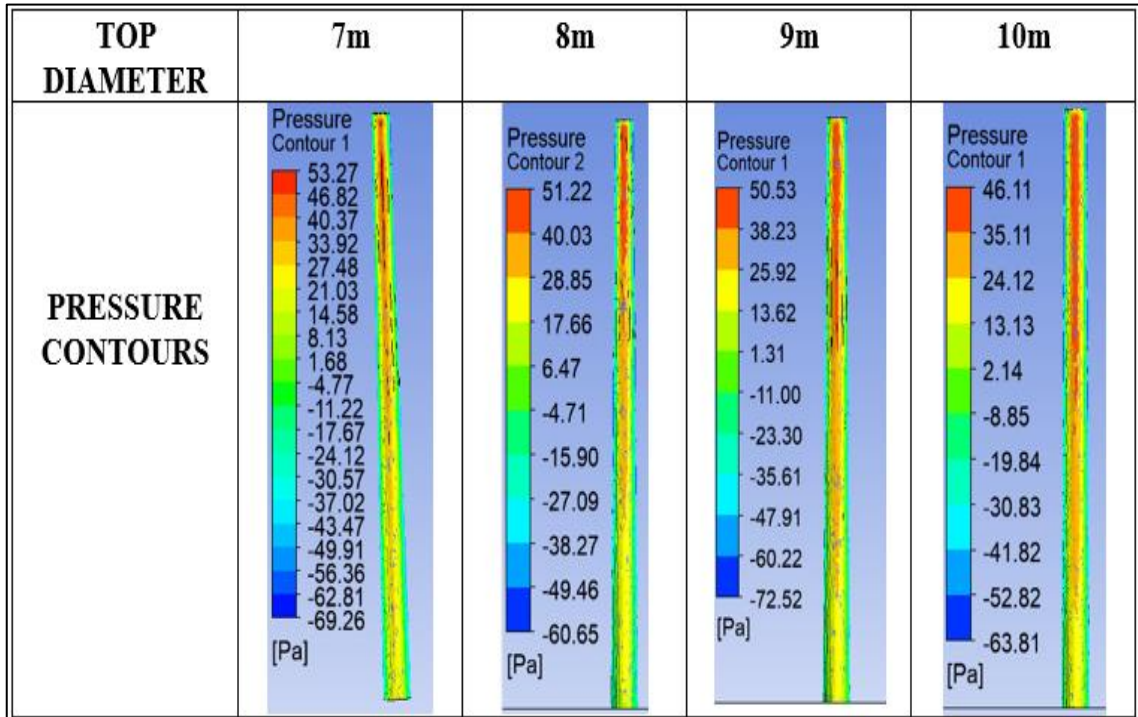 TOP DIAMETER
7m
8m
9m
10m
PRESSURE CONTOURS
Pressure
Contour 1
53.27
46.82
40.37
33.92
27.48
21.03
14.58
8.13
1.68
-4.77
-11.22
-17.67
-24.12
-30.57
-37.02
-43.47
-49.91
-56.36
-62.81
-69.26
[Pa]
Pressure
Contour 2
51.22
40.03
28.85
17.66
6.47
-4.71
-15.90
-27.09
-38.27
-49.46
-60.65
[Pa]
Pressure
Contour 1
50.53
38.23
25.92
13.62
1.31
-11.00
-23.30
-35.61
-47.91
-60.22
-72.52
[Pa]
Pressure
Contour 1
46.11
35.11
24.12
13.13
2.14
-8.85
-19.84
-30.83
-41.82
-52.82
-63.81
[Pa]